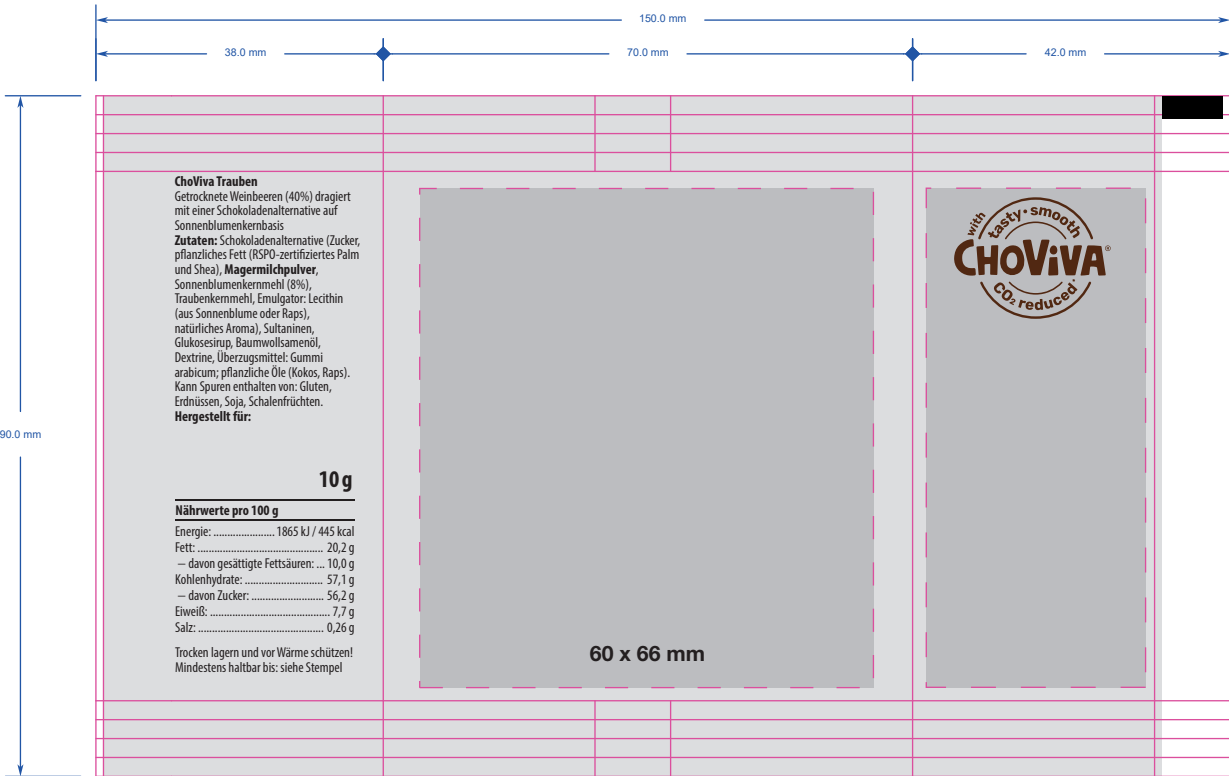 150.0 mm
38.0 mm
70.0 mm
42.0 mm
90.0 mm
ChoViva Trauben
Getrocknete Weinbeeren (40%) dragiert
mit einer Schokoladenalternative auf
Sonnenblumenkernbasis
Zutaten: Schokoladenalternative (Zucker,
pflanzliches Fett (RSPO-zertifiziertes Palm
und Shea), Magermilchpulver,
Sonnenblumenkernmehl (8%),
Traubenkernmehl, Emulgator: Lecithin
(aus Sonnenblume oder Raps),
natürliches Aroma), Sultaninen,
Glukosesirup, Baumwollsamenöl,
Dextrine, Überzugsmittel: Gummi
arabicum; pflanzliche Öle (Kokos, Raps).
Kann Spuren enthalten von: Gluten,
Erdnüssen, Soja, Schalenfrüchten.
Hergestellt für:
10 g
Nährwerte pro 100 g
Energie: ...................... 1865 kJ / 445 kcal
Fett: ............................................. 20,2 g
– davon gesättigte Fettsäuren: ... 10,0 g
Kohlenhydrate: ............................ 57,1 g
– davon Zucker: .......................... 56,2 g
Eiweiß: ........................................... 7,7 g
Salz: ............................................. 0,26 g
Trocken lagern und vor Wärme schützen!
Mindestens haltbar bis: siehe Stempel
60 x 66 mm
with
tasty • smooth
CHOViVA®
CO₂ reduced*